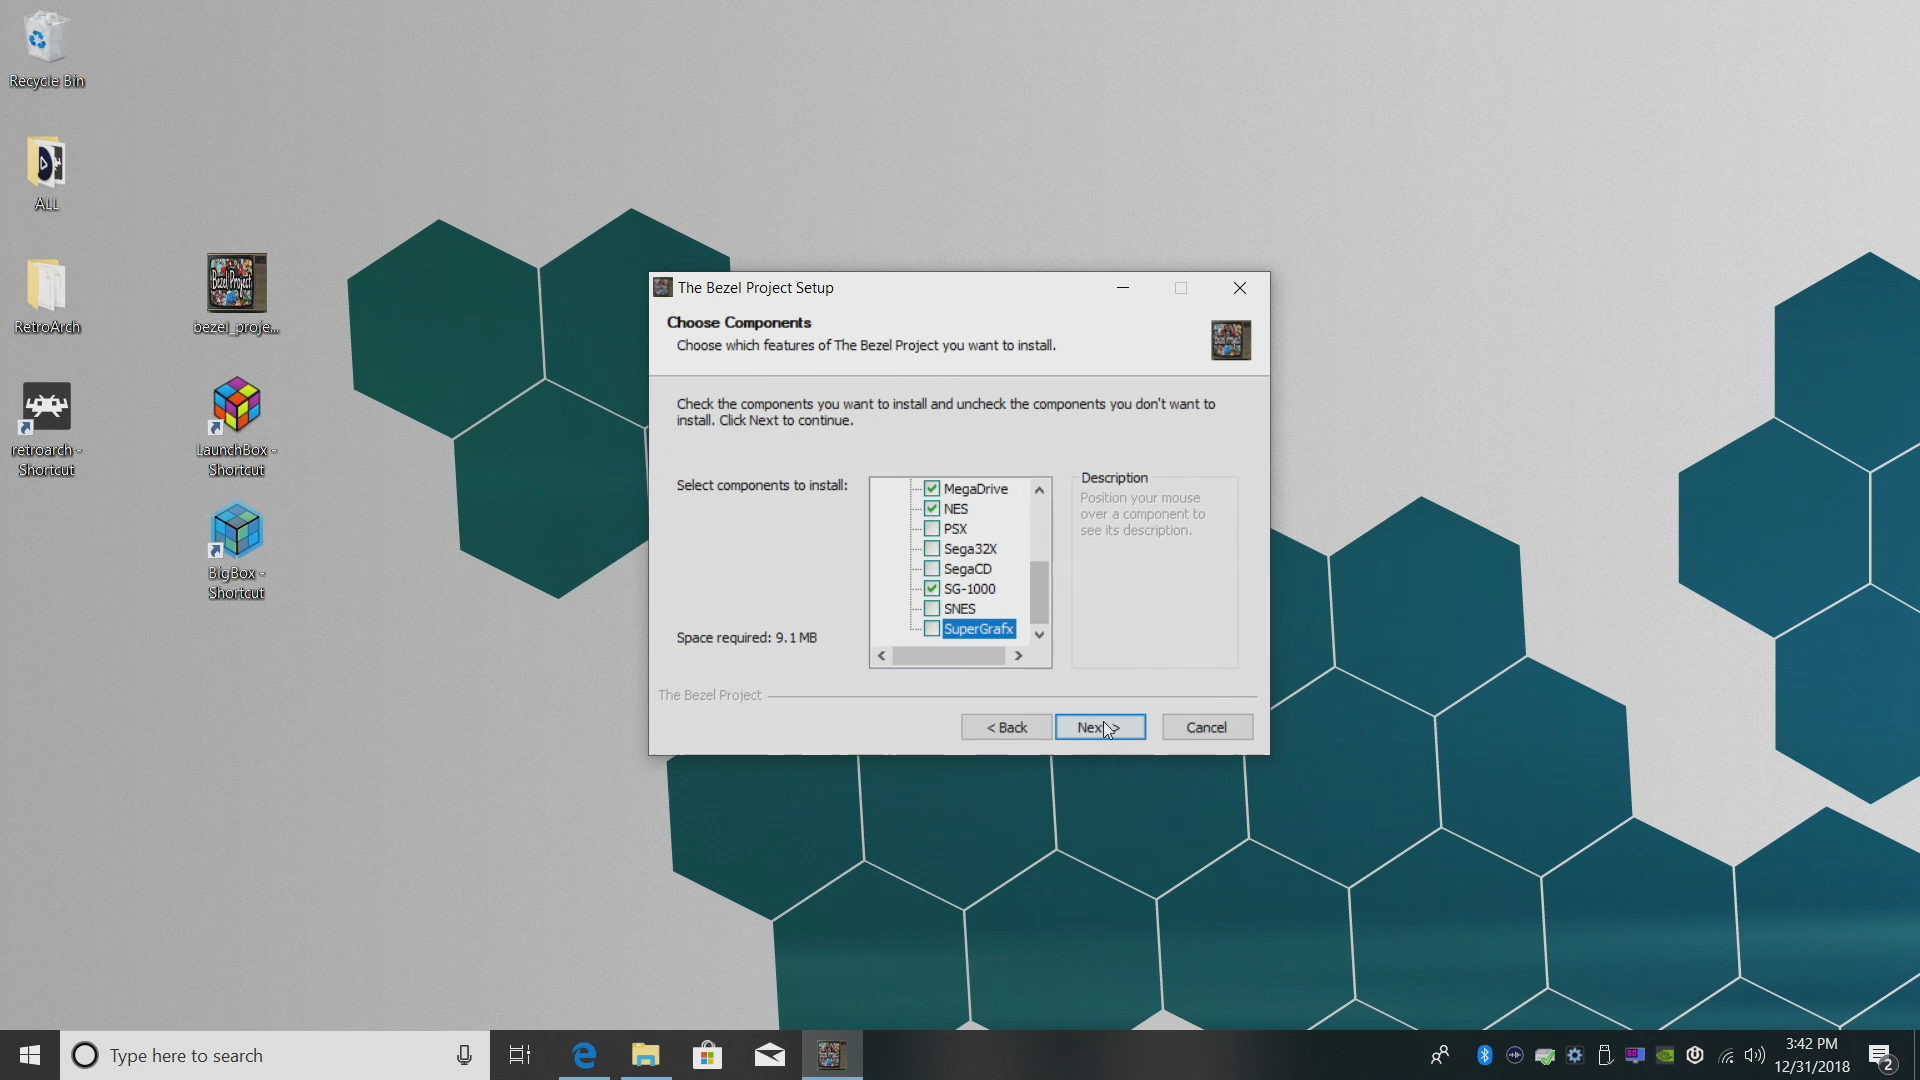 Recycle Bin
ALL
RetroArch
retroarch -
Shortcut
Bezel Project
bezel_proje...
LaunchBox -
Shortcut
BigBox -
Shortcut
The Bezel Project Setup
Choose Components
Choose which features of The Bezel Project you want to install.
Check the components you want to install and uncheck the components you don't want to
install. Click Next to continue.
Select components to install:
MegaDrive
NES
PSX
Sega32X
SegaCD
SG-1000
SNES
SuperGrafx
Description
Position your mouse
over a component to
see its description.
Space required: 9.1 MB
The Bezel Project
< Back
Next >
Cancel
Type here to search
3:42 PM
12/31/2018
2